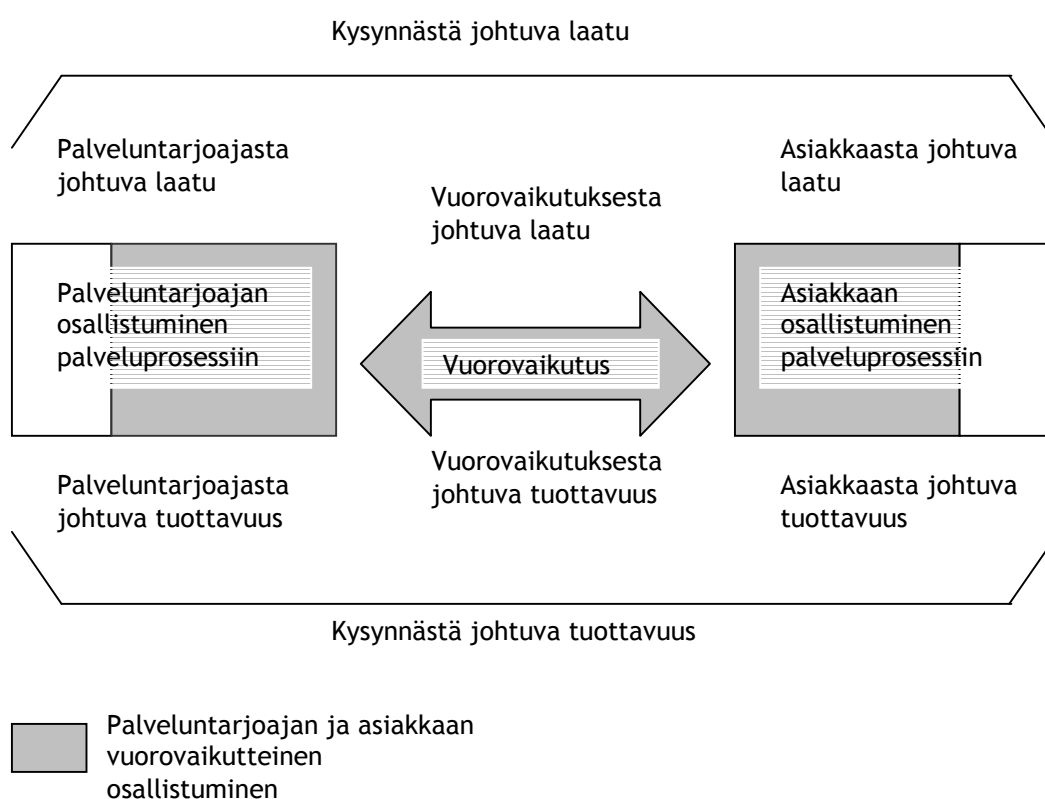 Kysynnästä johtuva laatu
Palveluntarjoajasta
johtuva laatu
Vuorovaikutuksesta
johtuva laatu
Asiakkaasta johtuva
laatu
Palveluntarjoajan
osallistuminen
palveluprosessiin
Vuorovaikutus
Asiakkaan
osallistuminen
palveluprosessiin
Palveluntarjoajasta
johtuva tuottavuus
Vuorovaikutuksesta
johtuva tuottavuus
Asiakkaasta johtuva
tuottavuus
Kysynnästä johtuva tuottavuus
Palveluntarjoajan ja asiakkaan
vuorovaikutteinen
osallistuminen